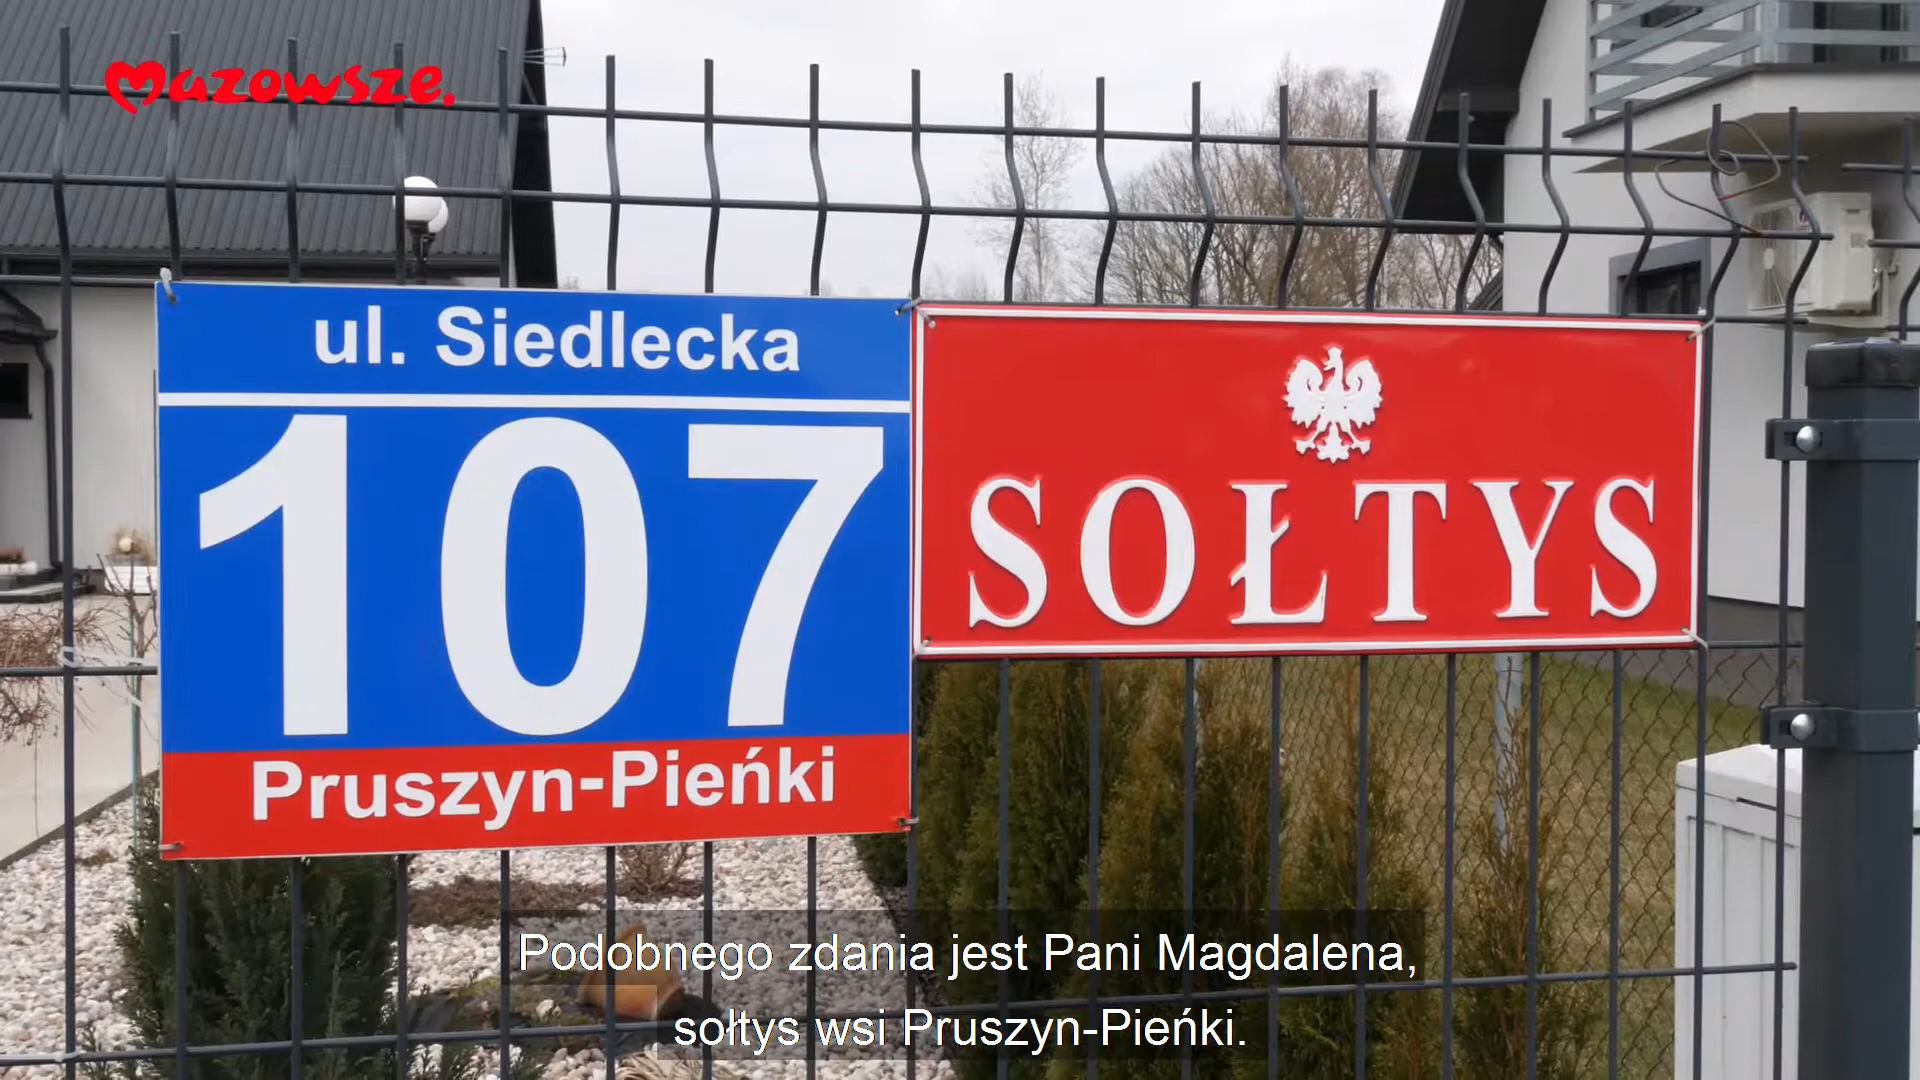 Mazowsze.
ul. Siedlecka
107
Pruszyn-Pieńki
SOŁTYS
Podobnego zdania jest Pani Magdalena,
sołtys wsi Pruszyn-Pieńki.